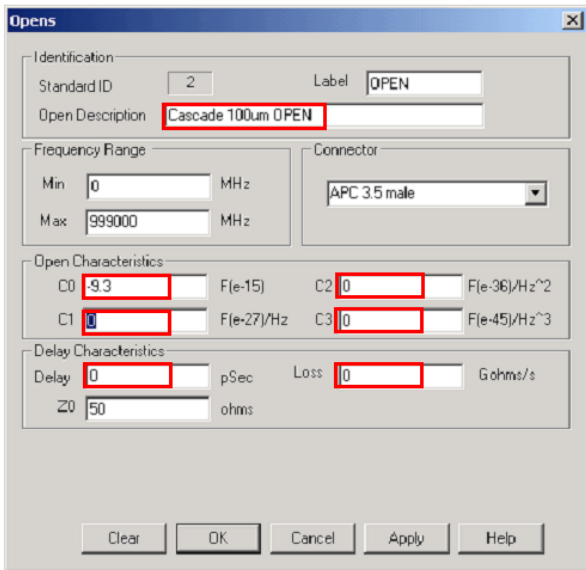 Opens
Identification
Standard ID 2 Label OPEN
Open Description Cascade 100um OPEN
Frequency Range Connector
Min 0 MHz APC 3.5 male
Max 999000 MHz
Open Characteristics
C0 -9.3 F(e-15) C2 0 F(e-36)/Hz^2
C1 0 F(e-27)/Hz C3 0 F(e-45)/Hz^3
Delay Characteristics
Delay 0 pSec Loss 0 Gohms/s
Z0 50 ohms
Clear OK Cancel Apply Help